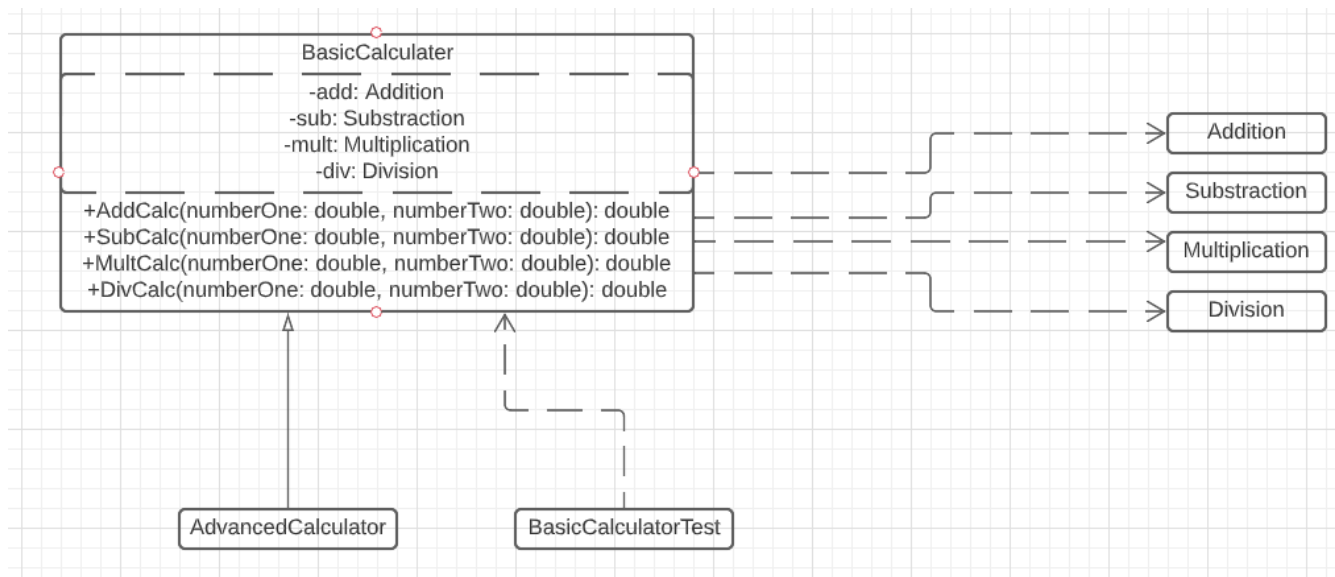 BasicCalculater
-add: Addition
-sub: Substraction
-mult: Multiplication
-div: Division
+AddCalc(numberOne: double, numberTwo: double): double
+SubCalc(numberOne: double, numberTwo: double): double
+MultCalc(numberOne: double, numberTwo: double): double
+DivCalc(numberOne: double, numberTwo: double): double
Addition
Substraction
Multiplication
Division
AdvancedCalculator
BasicCalculatorTest